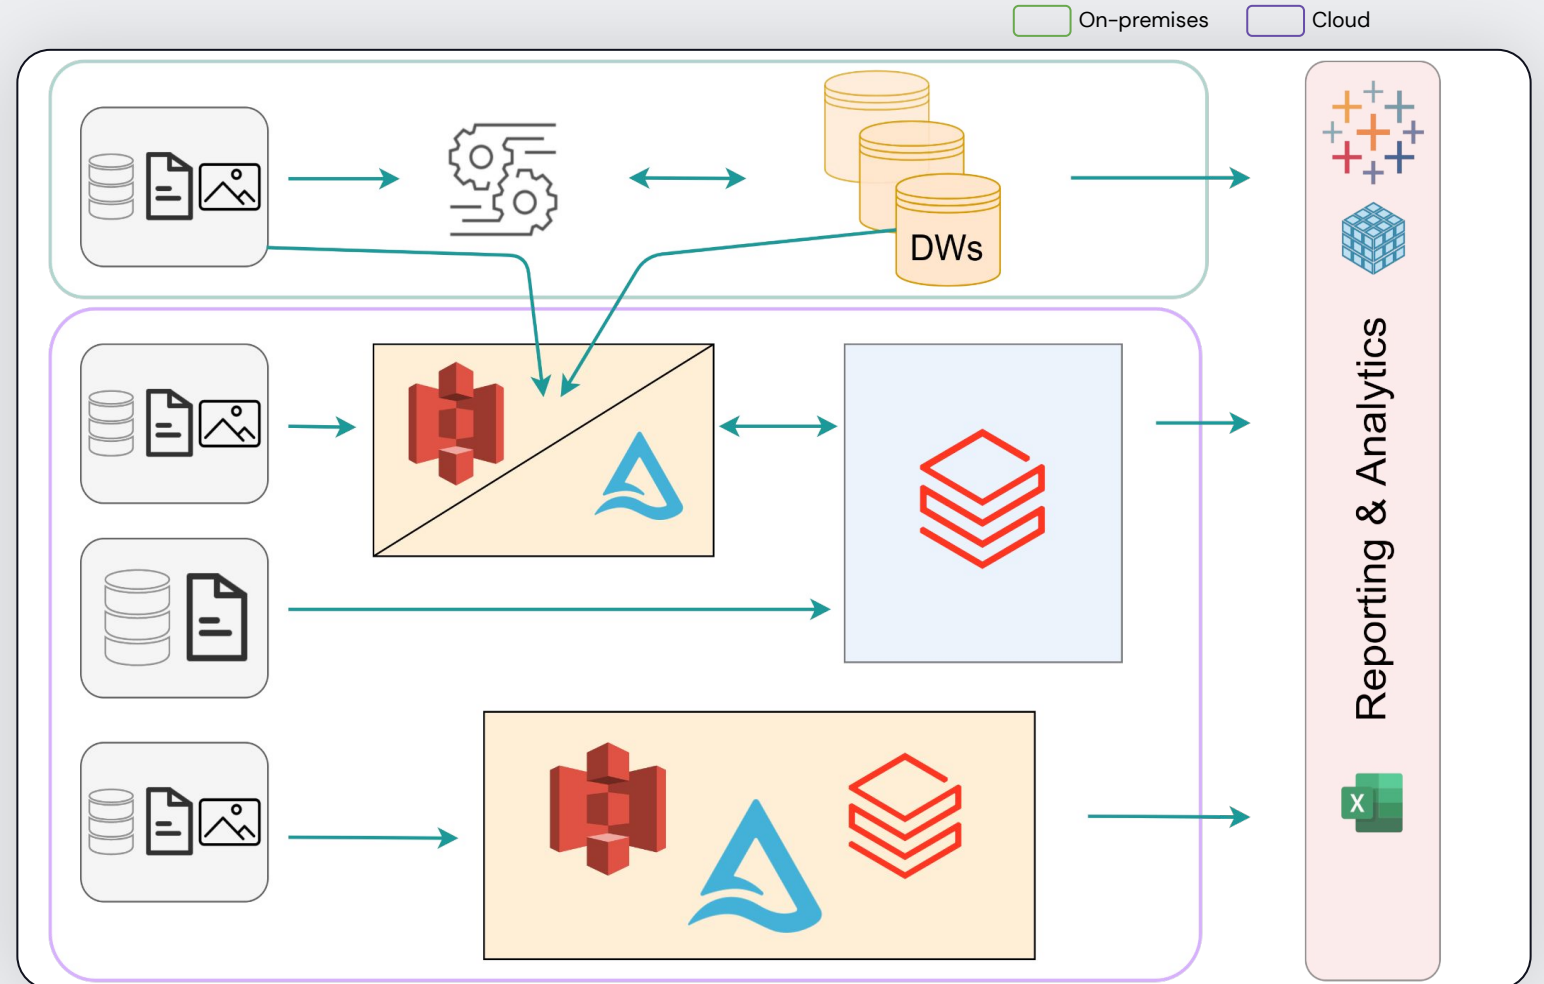 On-premises
Cloud
DWs
Reporting & Analytics
X